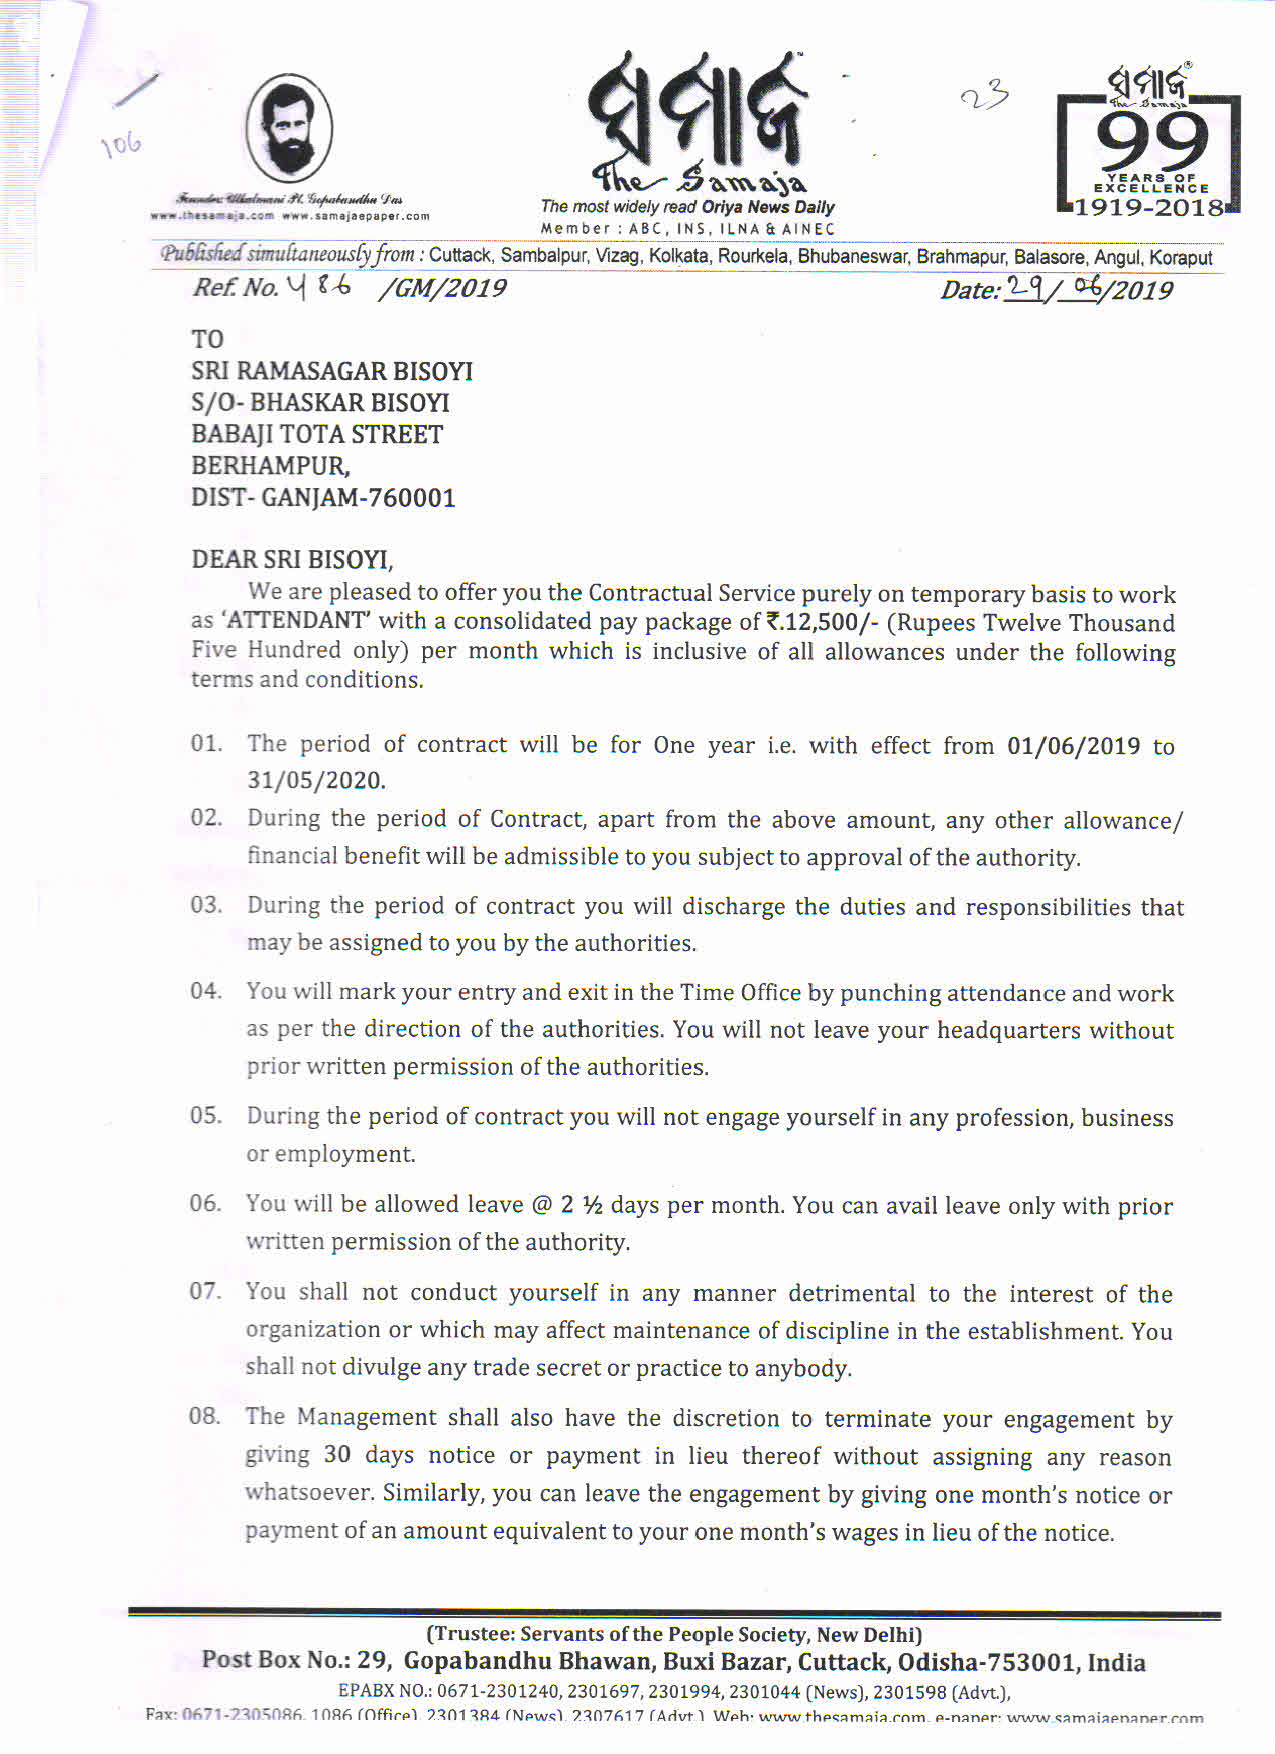 106
23
ସମାଜ
The Samaja
ସମାଜ
The Samaja
99
YEARS OF
EXCELLENCE
1919-2018
Founder: Utkalmani Pt. Gopabandhu Das
www.thesamaja.com www.samajaepaper.com
The most widely read Oriya News Daily
Member : ABC, INS, ILNA & AINEC
Published simultaneously from : Cuttack, Sambalpur, Vizag, Kolkata, Rourkela, Bhubaneswar, Brahmapur, Balasore, Angul, Koraput
Ref. No. 486 /GM/2019 Date: 29/06/2019
TO
SRI RAMASAGAR BISOYI
S/O- BHASKAR BISOYI
BABAJI TOTA STREET
BERHAMPUR,
DIST- GANJAM-760001
DEAR SRI BISOYI,
We are pleased to offer you the Contractual Service purely on temporary basis to work
as 'ATTENDANT' with a consolidated pay package of ₹.12,500/- (Rupees Twelve Thousand
Five Hundred only) per month which is inclusive of all allowances under the following
terms and conditions.
01. The period of contract will be for One year i.e. with effect from 01/06/2019 to
31/05/2020.
02. During the period of Contract, apart from the above amount, any other allowance/
financial benefit will be admissible to you subject to approval of the authority.
03. During the period of contract you will discharge the duties and responsibilities that
may be assigned to you by the authorities.
04. You will mark your entry and exit in the Time Office by punching attendance and work
as per the direction of the authorities. You will not leave your headquarters without
prior written permission of the authorities.
05. During the period of contract you will not engage yourself in any profession, business
or employment.
06. You will be allowed leave @ 2 ½ days per month. You can avail leave only with prior
written permission of the authority.
07. You shall not conduct yourself in any manner detrimental to the interest of the
organization or which may affect maintenance of discipline in the establishment. You
shall not divulge any trade secret or practice to anybody.
08. The Management shall also have the discretion to terminate your engagement by
giving 30 days notice or payment in lieu thereof without assigning any reason
whatsoever. Similarly, you can leave the engagement by giving one month's notice or
payment of an amount equivalent to your one month's wages in lieu of the notice.
(Trustee: Servants of the People Society, New Delhi)
Post Box No.: 29, Gopabandhu Bhawan, Buxi Bazar, Cuttack, Odisha-753001, India
EPABX NO.: 0671-2301240, 2301697, 2301994, 2301044 (News), 2301598 (Advt.),
Fax: 0671-2305086, 1086 (Office), 2301384 (News), 2307617 (Advt.) Web: www.thesamaja.com, e-paper: www.samajaepaper.com